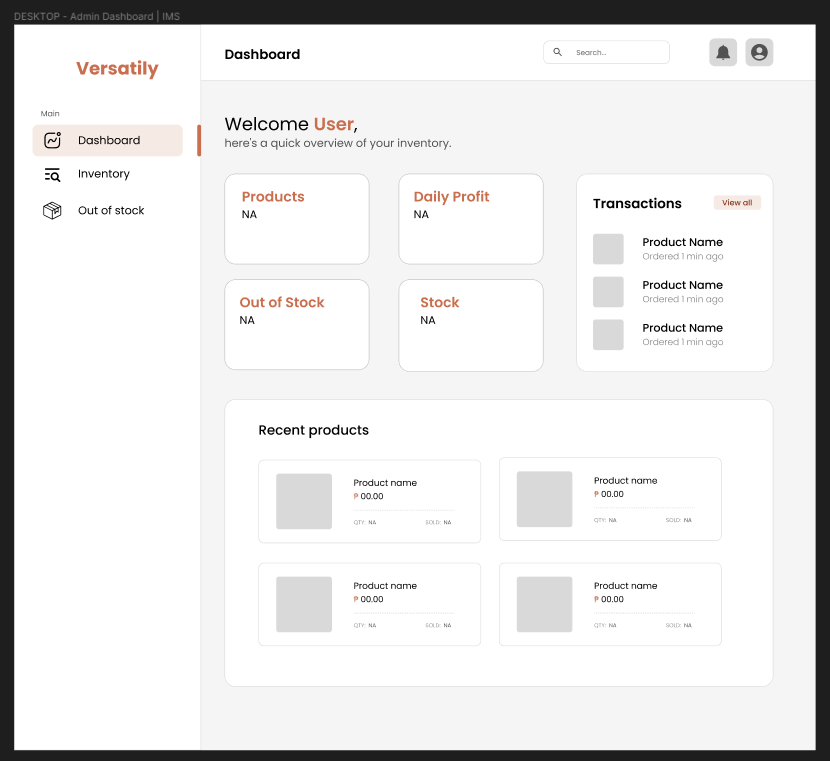 DESKTOP - Admin Dashboard | IMS
Versatily
Main
Dashboard
Inventory
Out of stock
Dashboard
Search...
Welcome User,
here's a quick overview of your inventory.
Products
NA
Daily Profit
NA
Out of Stock
NA
Stock
NA
Transactions
View all
Product Name
Ordered 1 min ago
Product Name
Ordered 1 min ago
Product Name
Ordered 1 min ago
Recent products
Product name
₱ 00.00
QTY: NA SOLD: NA
Product name
₱ 00.00
QTY: NA SOLD: NA
Product name
₱ 00.00
QTY: NA SOLD: NA
Product name
₱ 00.00
QTY: NA SOLD: NA